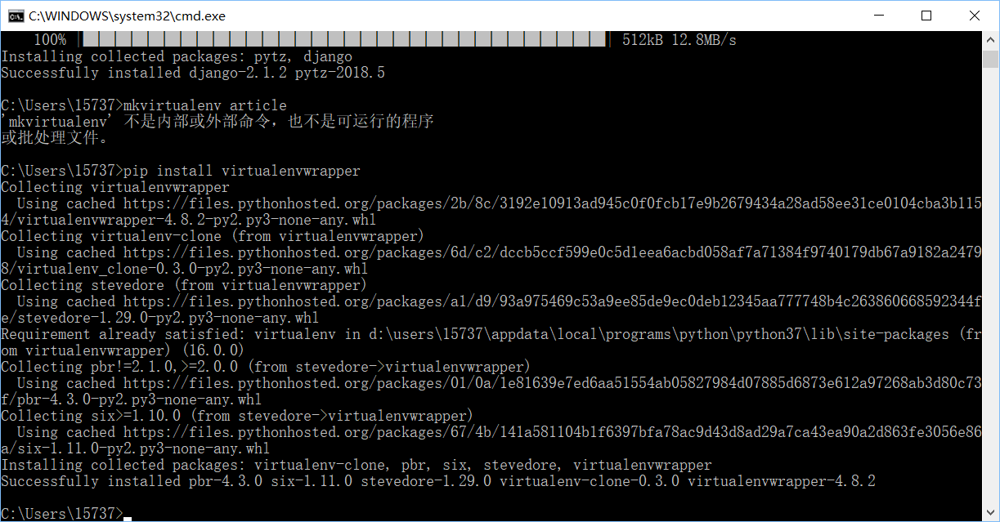 C:\WINDOWS\system32\cmd.exe
100% 512kB 12.8MB/s
Installing collected packages: pytz, django
Successfully installed django-2.1.2 pytz-2018.5
C:\Users\15737>mkvirtualenv article
'mkvirtualenv' 不是内部或外部命令，也不是可运行的程序
或批处理文件。
C:\Users\15737>pip install virtualenvwrapper
Collecting virtualenvwrapper
  Using cached https://files.pythonhosted.org/packages/2b/8c/3192e10913ad945c0f0fcb17e9b2679434a28ad58ee31ce0104cba3b1154
4/virtualenvwrapper-4.8.2-py2.py3-none-any.whl
Collecting virtualenv-clone (from virtualenvwrapper)
  Using cached https://files.pythonhosted.org/packages/6d/c2/dccb5ccf599e0c5d1eea6acbd058af7a71384f9740179db67a9182a2479
8/virtualenv_clone-0.3.0-py2.py3-none-any.whl
Collecting stevedore (from virtualenvwrapper)
  Using cached https://files.pythonhosted.org/packages/a1/d9/93a975469c53a9ee85de9ec0deb12345aa777748b4c2638606685923​44f
e/stevedore-1.29.0-py2.py3-none-any.whl
Requirement already satisfied: virtualenv in d:\users\15737\appdata\local\programs\python\python37\lib\site-packages (fr
om virtualenvwrapper) (16.0.0)
Collecting pbr!=2.1.0,>=2.0.0 (from stevedore->virtualenvwrapper)
  Using cached https://files.pythonhosted.org/packages/01/0a/1e81639e7ed6aa51554ab05827984d07885d6873e612a97268ab3d80c73
f/pbr-4.3.0-py2.py3-none-any.whl
Collecting six>=1.10.0 (from stevedore->virtualenvwrapper)
  Using cached https://files.pythonhosted.org/packages/67/4b/141a581104b1f6397bfa78ac9d43d8ad29a7ca43ea90a2d863fe3056e86
a/six-1.11.0-py2.py3-none-any.whl
Installing collected packages: virtualenv-clone, pbr, six, stevedore, virtualenvwrapper
Successfully installed pbr-4.3.0 six-1.11.0 stevedore-1.29.0 virtualenv-clone-0.3.0 virtualenvwrapper-4.8.2
C:\Users\15737>